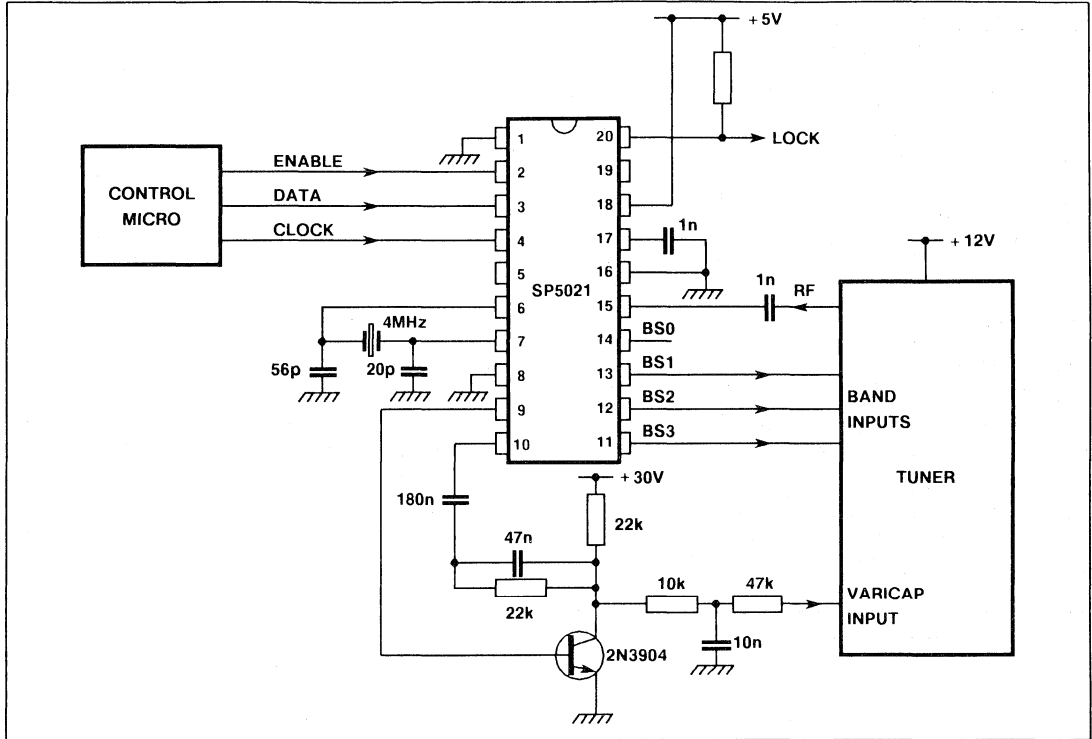 +5V
LOCK
CONTROL
MICRO
ENABLE
DATA
CLOCK
1
2
3
4
5
6
7
8
9
10
SP5021
20
19
18
17
16
15
14
13
12
11
1n
1n
RF
+12V
BS0
BS1
BS2
BS3
BAND
INPUTS
TUNER
4MHz
56p
20p
180n
+30V
22k
47n
22k
10k
47k
10n
VARICAP
INPUT
2N3904